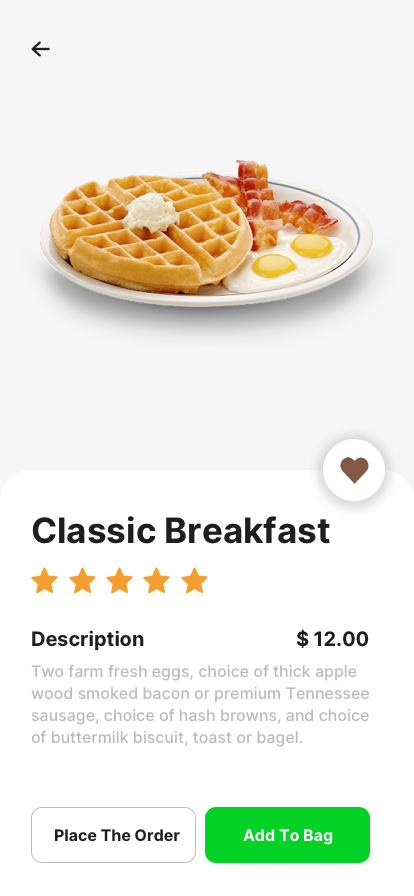 Classic Breakfast
Description
$ 12.00
Two farm fresh eggs, choice of thick apple
wood smoked bacon or premium Tennessee
sausage, choice of hash browns, and choice
of buttermilk biscuit, toast or bagel.
Place The Order
Add To Bag